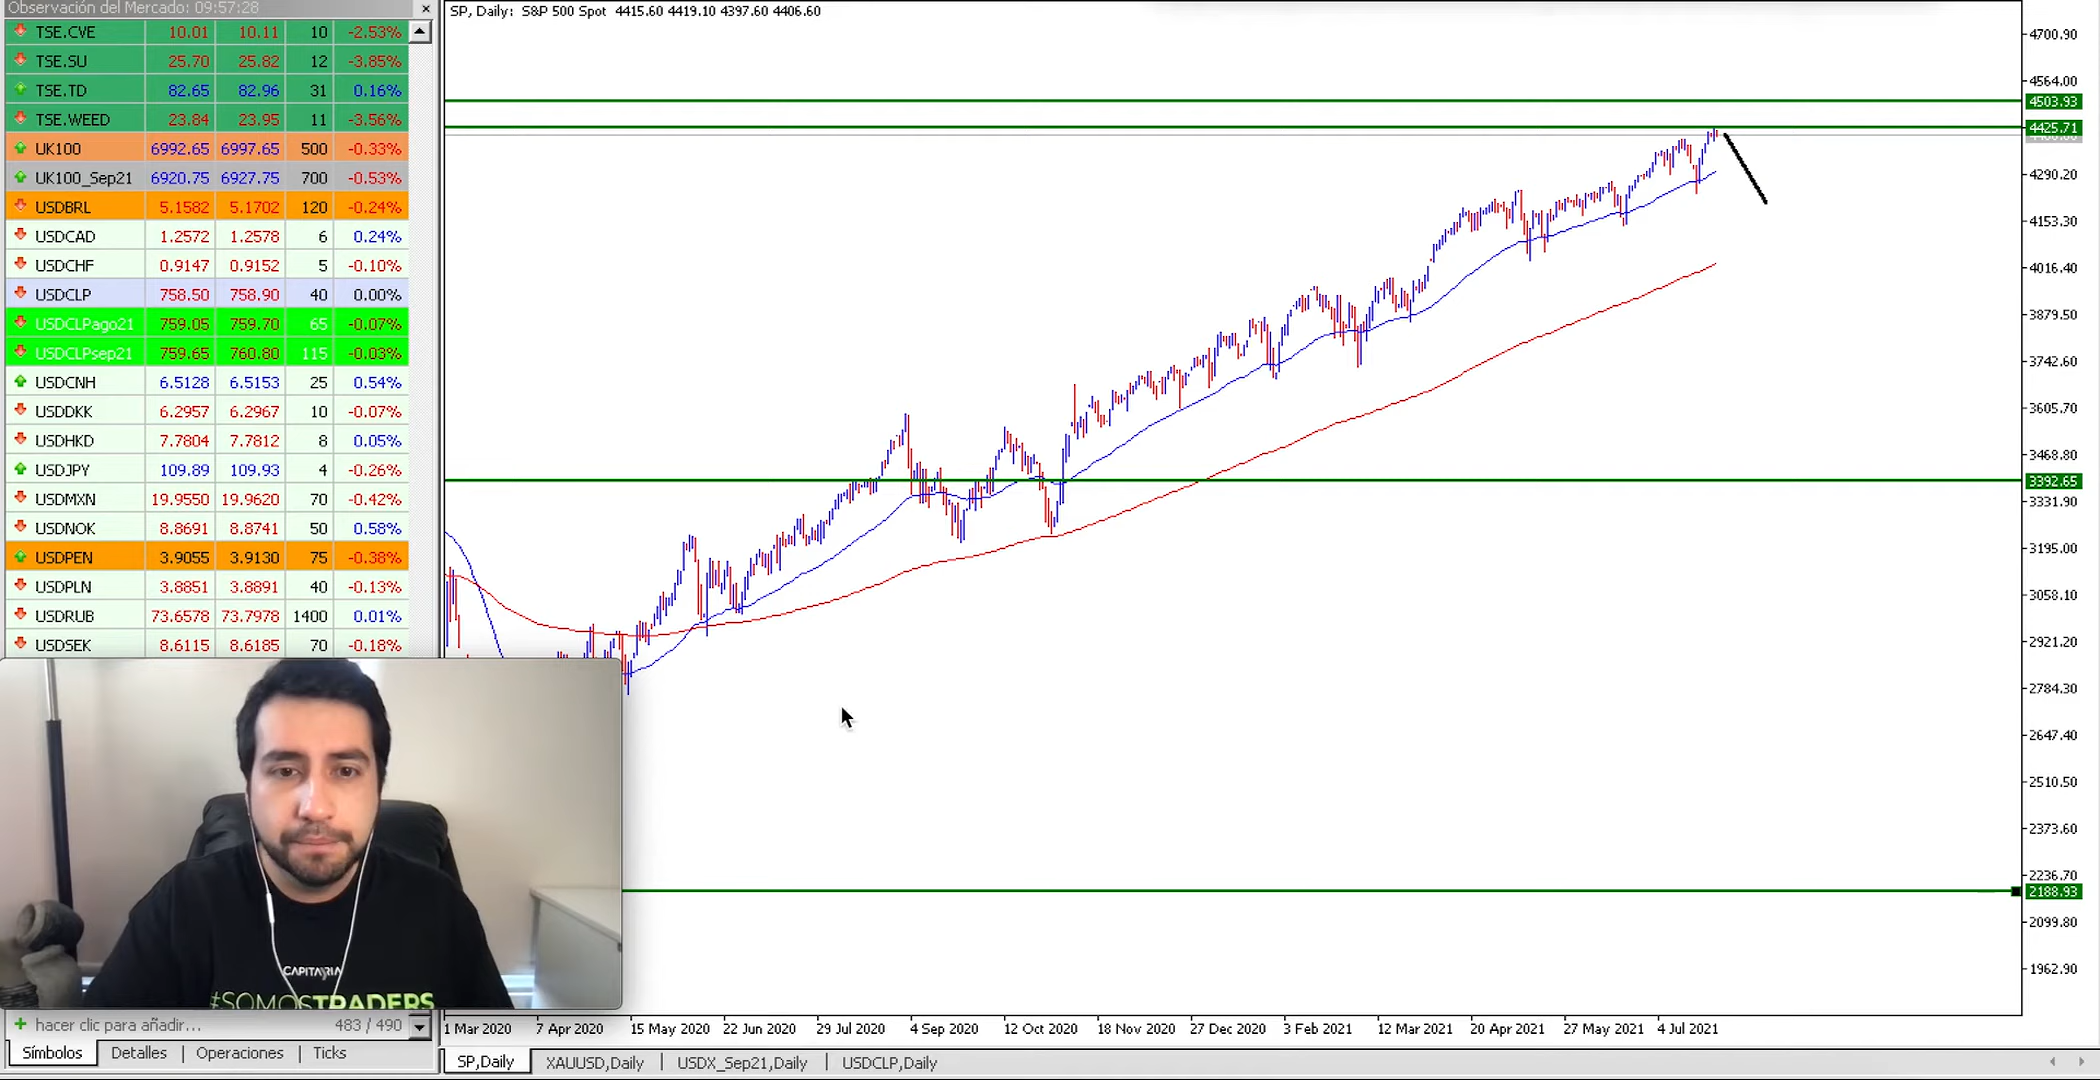 Observación del Mercado: 09:57:28
TSE.CVE 10.01 10.11 10 -2.53%
TSE.SU 25.70 25.82 12 -3.85%
TSE.TD 82.65 82.96 31 0.16%
TSE.WEED 23.84 23.95 11 -3.56%
UK100 6992.65 6997.65 500 -0.33%
UK100_Sep21 6920.75 6927.75 700 -0.53%
USDBRL 5.1582 5.1702 120 -0.24%
USDCAD 1.2572 1.2578 6 0.24%
USDCHF 0.9147 0.9152 5 -0.10%
USDCLP 758.50 758.90 40 0.00%
USDCLPago21 759.05 759.70 65 -0.07%
USDCLPsep21 759.65 760.80 115 -0.03%
USDCNH 6.5128 6.5153 25 0.54%
USDDKK 6.2957 6.2967 10 -0.07%
USDHKD 7.7804 7.7812 8 0.05%
USDJPY 109.89 109.93 4 -0.26%
USDMXN 19.9550 19.9620 70 -0.42%
USDNOK 8.8691 8.8741 50 0.58%
USDPEN 3.9055 3.9130 75 -0.38%
USDPLN 3.8851 3.8891 40 -0.13%
USDRUB 73.6578 73.7978 1400 0.01%
USDSEK 8.6115 8.6185 70 -0.18%
CAPITARIA
#SOMOSTRADERS
hacer clic para añadir... 483 / 490
Símbolos Detalles Operaciones Ticks
SP, Daily: S&P 500 Spot 4415.60 4419.10 4397.60 4406.60
4700.90
4564.00
4503.93
4425.71
4290.20
4153.30
4016.40
3879.50
3742.60
3605.70
3468.80
3392.65
3331.90
3195.00
3058.10
2921.20
2784.30
2647.40
2510.50
2373.60
2236.70
2188.93
2099.80
1962.90
1 Mar 2020 7 Apr 2020 15 May 2020 22 Jun 2020 29 Jul 2020 4 Sep 2020 12 Oct 2020 18 Nov 2020 27 Dec 2020 3 Feb 2021 12 Mar 2021 20 Apr 2021 27 May 2021 4 Jul 2021
SP,Daily XAUUSD,Daily USDX_Sep21,Daily USDCLP,Daily